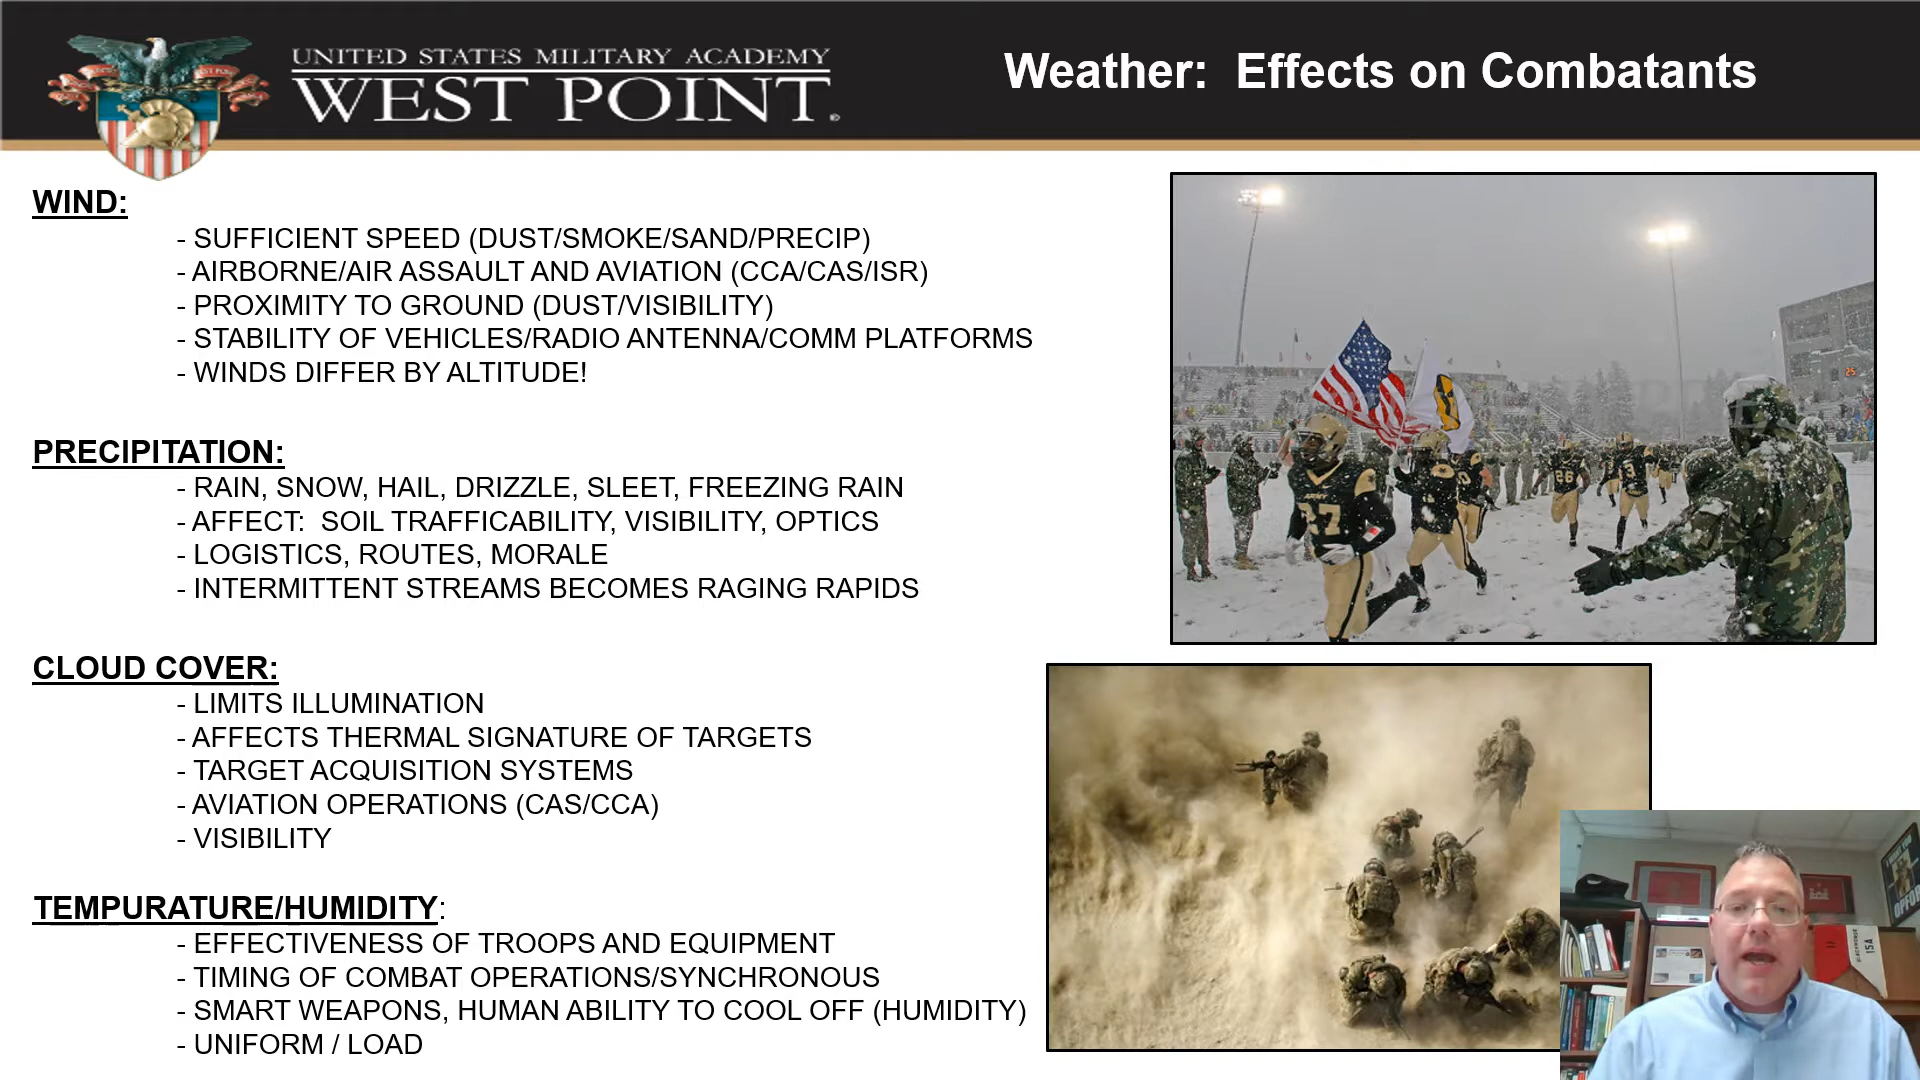 UNITED STATES MILITARY ACADEMY
WEST POINT.
Weather:  Effects on Combatants
WIND:
- SUFFICIENT SPEED (DUST/SMOKE/SAND/PRECIP)
- AIRBORNE/AIR ASSAULT AND AVIATION (CCA/CAS/ISR)
- PROXIMITY TO GROUND (DUST/VISIBILITY)
- STABILITY OF VEHICLES/RADIO ANTENNA/COMM PLATFORMS
- WINDS DIFFER BY ALTITUDE!
PRECIPITATION:
- RAIN, SNOW, HAIL, DRIZZLE, SLEET, FREEZING RAIN
- AFFECT:  SOIL TRAFFICABILITY, VISIBILITY, OPTICS
- LOGISTICS, ROUTES, MORALE
- INTERMITTENT STREAMS BECOMES RAGING RAPIDS
CLOUD COVER:
- LIMITS ILLUMINATION
- AFFECTS THERMAL SIGNATURE OF TARGETS
- TARGET ACQUISITION SYSTEMS
- AVIATION OPERATIONS (CAS/CCA)
- VISIBILITY
TEMPURATURE/HUMIDITY:
- EFFECTIVENESS OF TROOPS AND EQUIPMENT
- TIMING OF COMBAT OPERATIONS/SYNCHRONOUS
- SMART WEAPONS, HUMAN ABILITY TO COOL OFF (HUMIDITY)
- UNIFORM / LOAD
ARMY
26
3
25
OPFOR